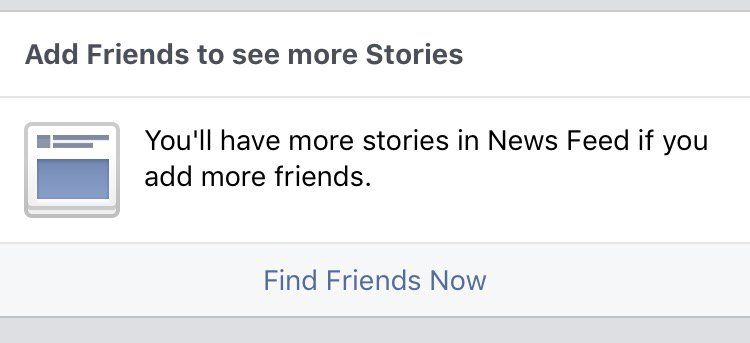 Add Friends to see more Stories
You'll have more stories in News Feed if you
add more friends.
Find Friends Now